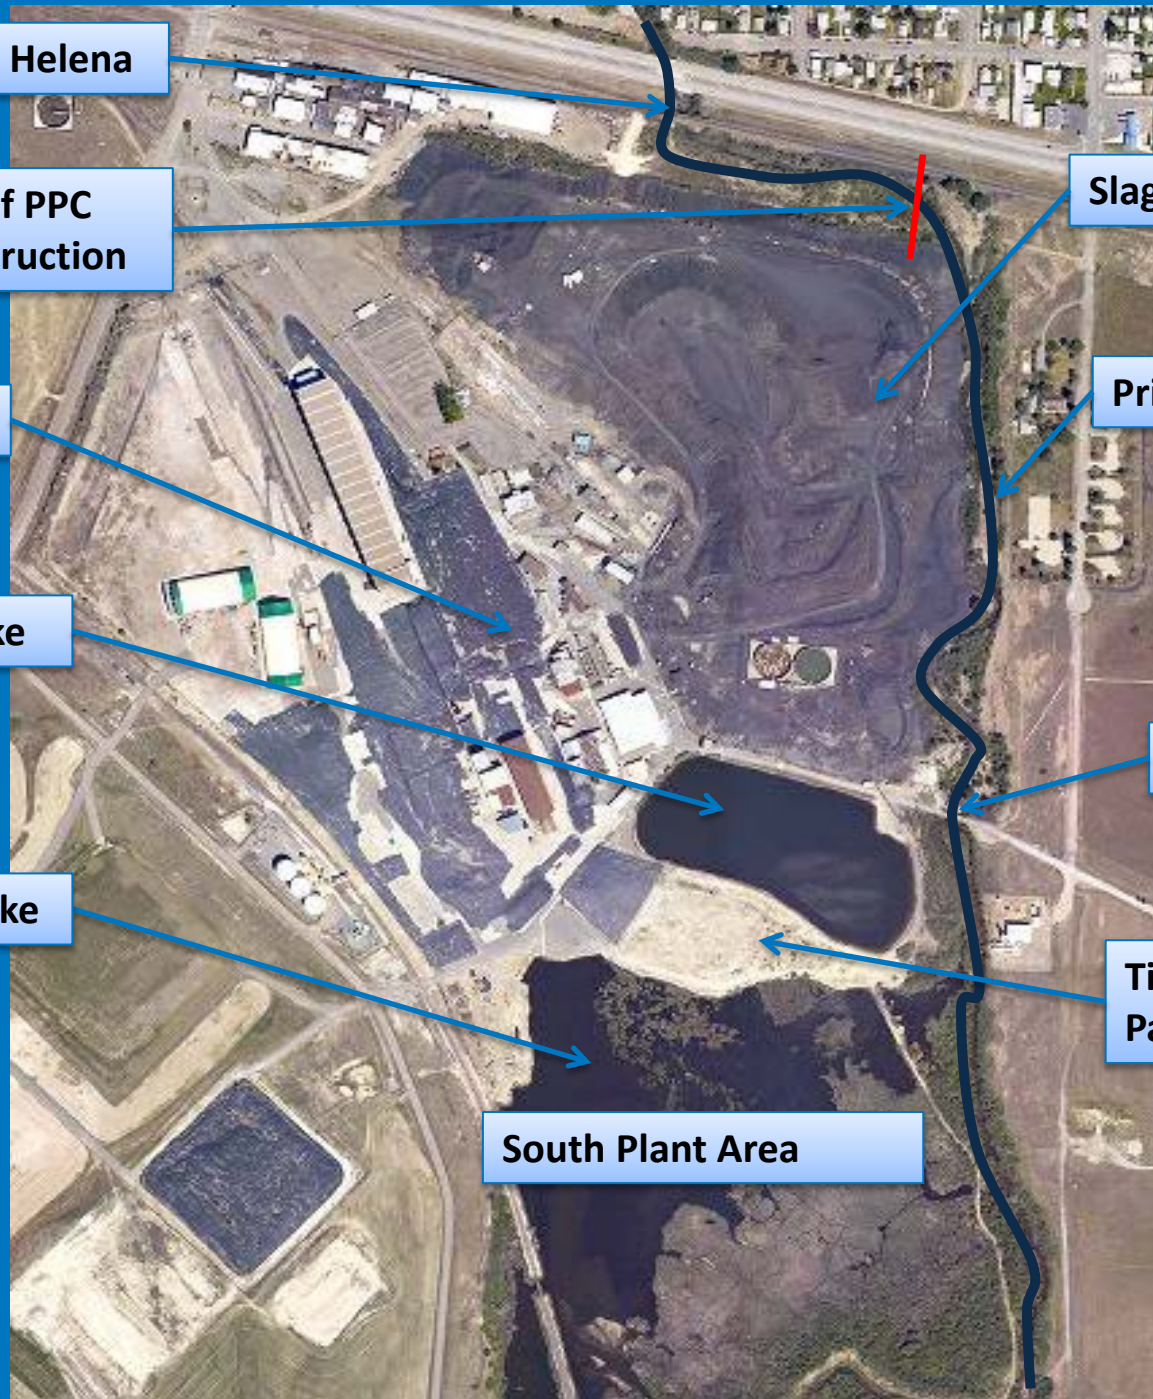 Helena
f PPC
ruction
Slag
Pri
ke
ke
Ti
Pa
South Plant Area